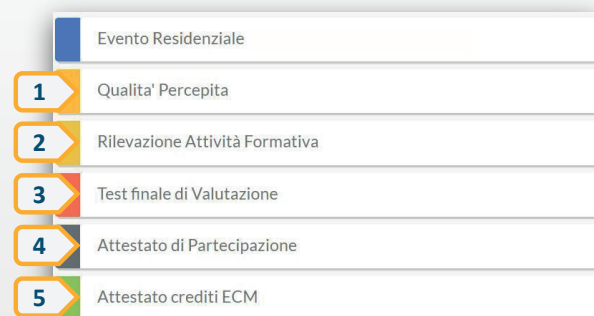 Evento Residenziale
1 Qualita' Percepita
2 Rilevazione Attività Formativa
3 Test finale di Valutazione
4 Attestato di Partecipazione
5 Attestato crediti ECM